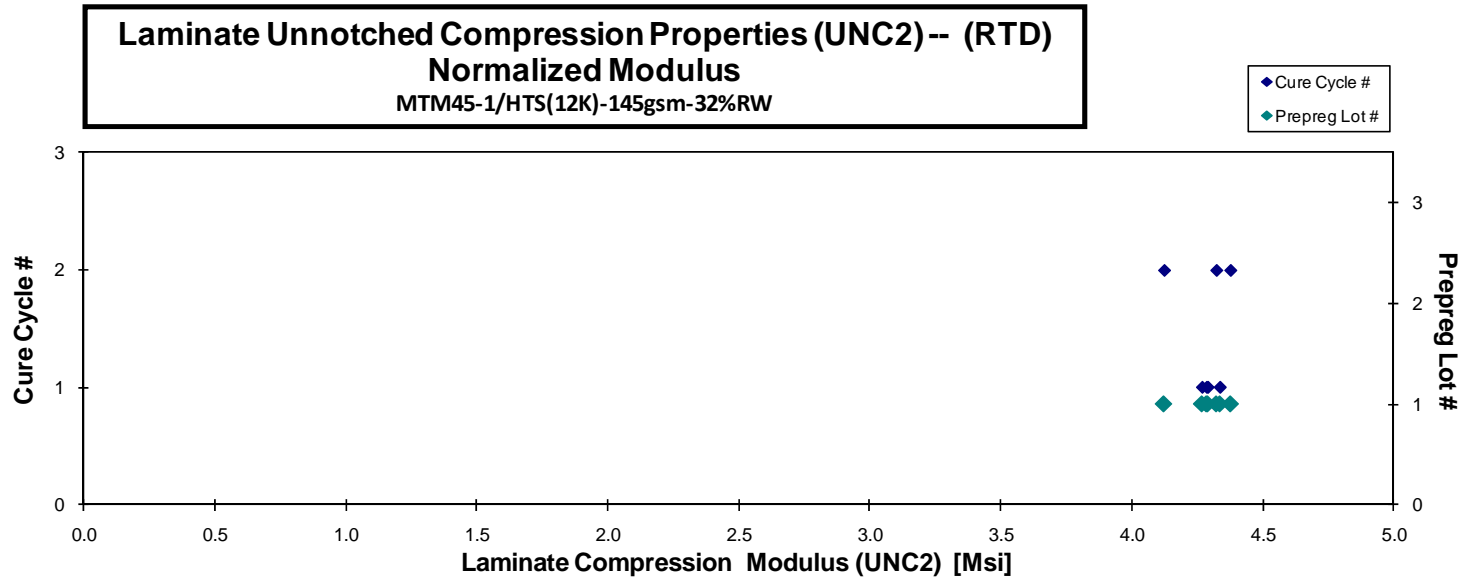 Laminate Unnotched Compression Properties (UNC2) -- (RTD)
Normalized Modulus
MTM45-1/HTS(12K)-145gsm-32%RW
Cure Cycle #
Prepreg Lot #
3
2
1
0
Cure Cycle #
3
2
1
0
Prepreg Lot #
0.0 0.5 1.0 1.5 2.0 2.5 3.0 3.5 4.0 4.5 5.0
Laminate Compression Modulus (UNC2) [Msi]